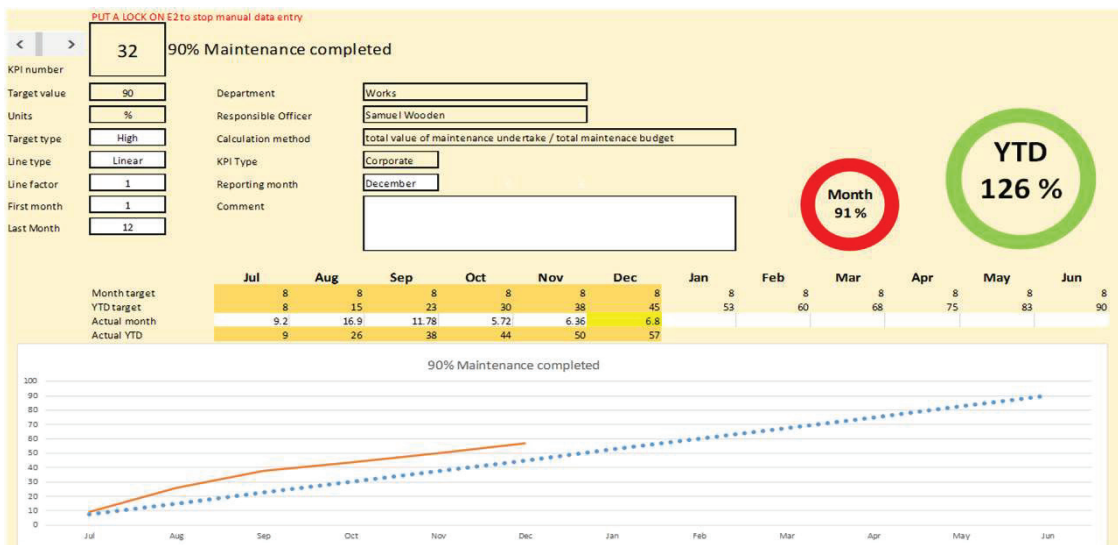 PUT A LOCK ON E2 to stop manual data entry
< >
32 90% Maintenance completed
KPI number
Target value 90 Department Works
Units % Responsible Officer Samuel Wooden
Target type High Calculation method total value of maintenance undertake / total maintenace budget
Line type Linear KPI Type Corporate
Line factor 1 Reporting month December
First month 1 Comment
Last Month 12
Month
91 %
YTD
126 %
Jul Aug Sep Oct Nov Dec Jan Feb Mar Apr May Jun
Month target 8 8 8 8 8 8 8 8 8 8 8 8
YTD target 8 15 23 30 38 45 53 60 68 75 83 90
Actual month 9.2 16.9 11.78 5.72 6.36 6.8
Actual YTD 9 26 38 44 50 57
90% Maintenance completed
100
90
80
70
60
50
40
30
20
10
0
Jul Aug Sep Oct Nov Dec Jan Feb Mar Apr May Jun